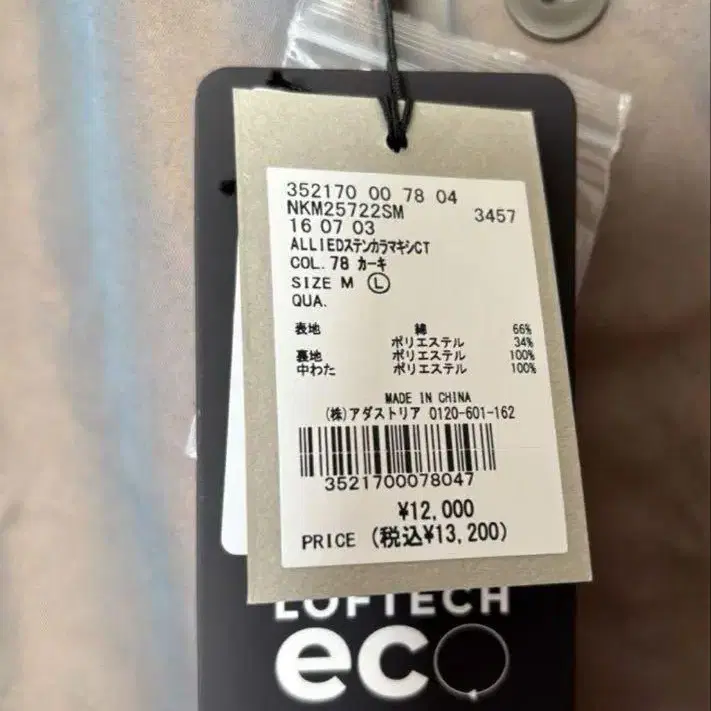 352170 00 78 04
NKM25722SM 3457
16 07 03
ALLIEDステンカラマキシCT
COL.78 カーキ
SIZE M Ⓛ
QUA.
表地 綿 66%
ポリエステル 34%
裏地 ポリエステル 100%
中わた ポリエステル 100%
MADE IN CHINA
(株)アダストリア 0120-601-162
3521700078047
¥12,000
PRICE (税込¥13,200)
LOFTECH
eco